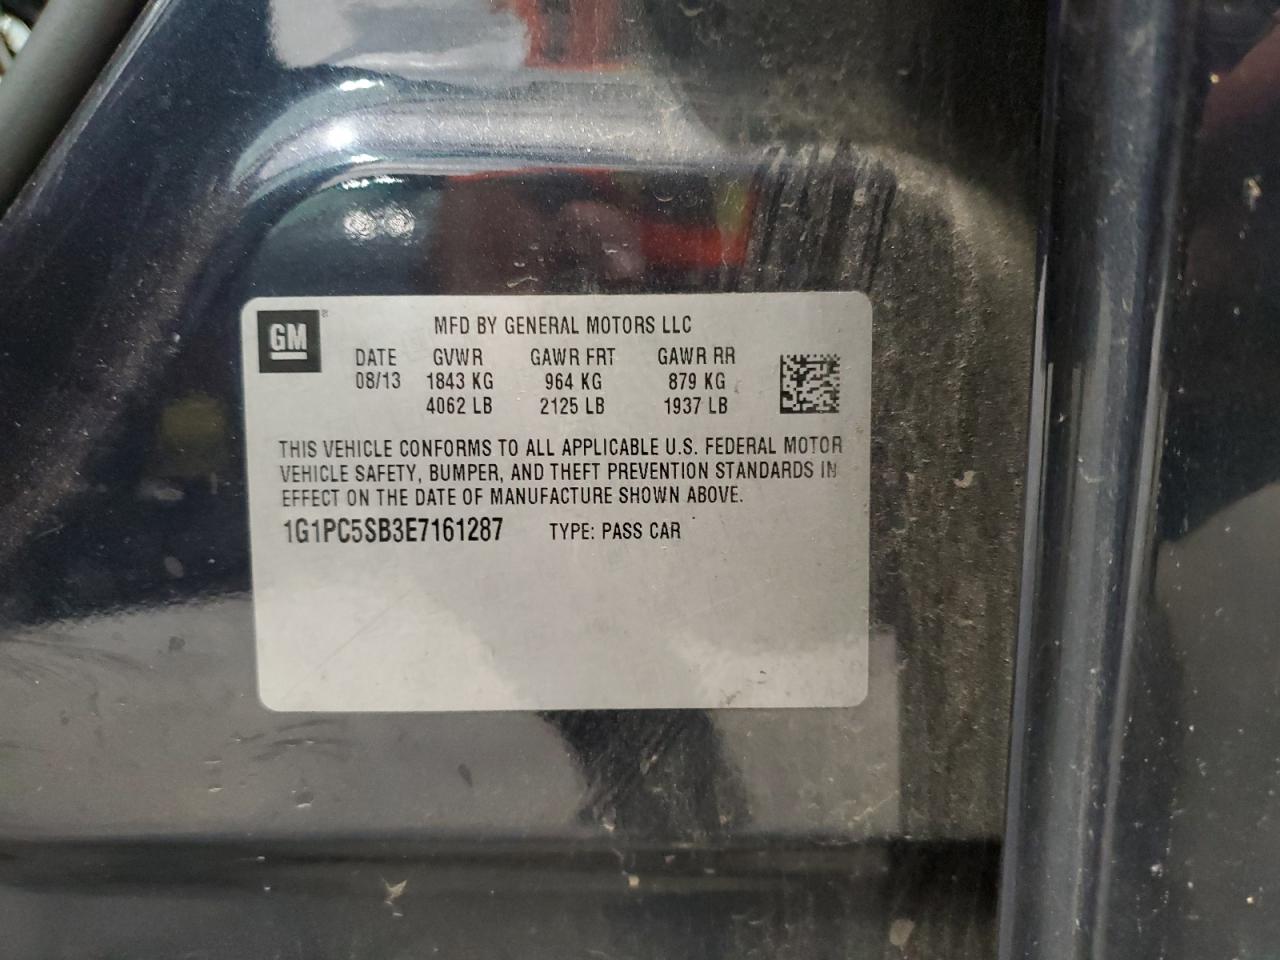 GM ®
MFD BY GENERAL MOTORS LLC
DATE GVWR GAWR FRT GAWR RR
08/13 1843 KG 964 KG 879 KG
4062 LB 2125 LB 1937 LB
THIS VEHICLE CONFORMS TO ALL APPLICABLE U.S. FEDERAL MOTOR
VEHICLE SAFETY, BUMPER, AND THEFT PREVENTION STANDARDS IN
EFFECT ON THE DATE OF MANUFACTURE SHOWN ABOVE.
1G1PC5SB3E7161287 TYPE: PASS CAR